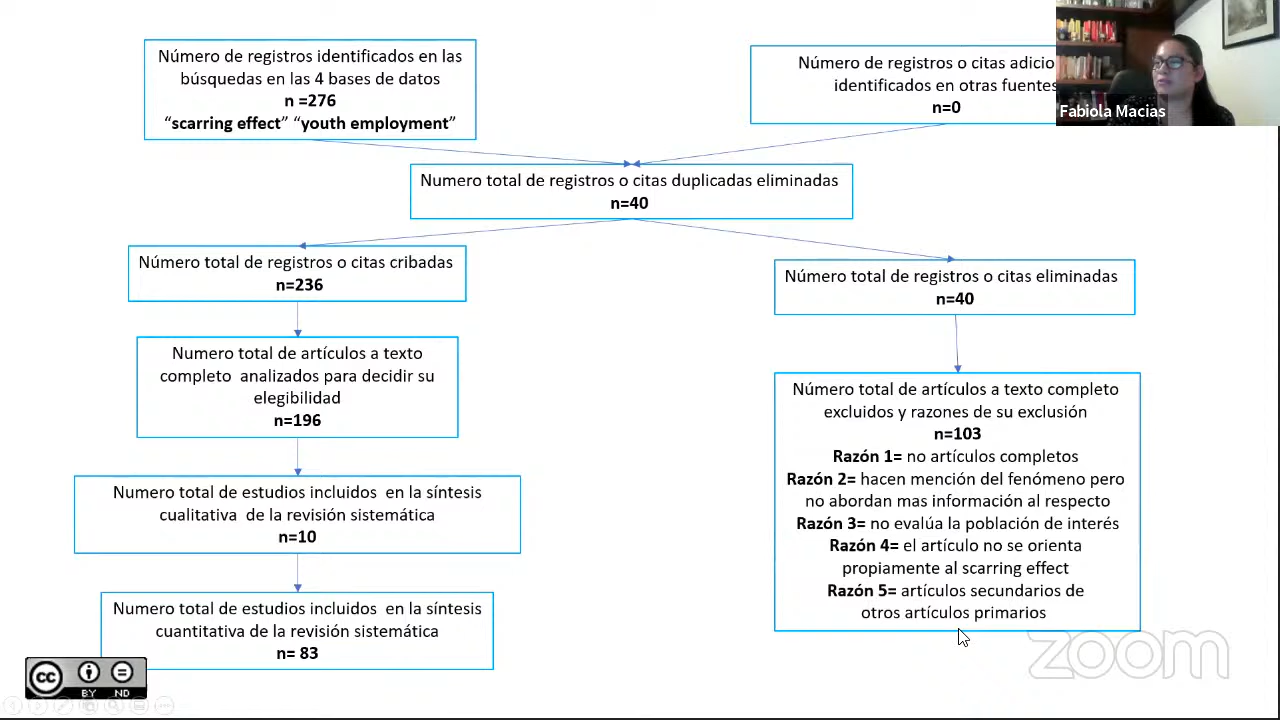 Número de registros identificados en las
búsquedas en las 4 bases de datos
n =276
“scarring effect” “youth employment”
Número de registros o citas
identificados en otras fuentes
n=0
Fabiola Macias
Numero total de registros o citas duplicadas eliminadas
n=40
Número total de registros o citas cribadas
n=236
Número total de registros o citas eliminadas
n=40
Numero total de artículos a texto
completo analizados para decidir su
elegibilidad
n=196
Número total de artículos a texto completo
excluidos y razones de su exclusión
n=103
Razón 1= no artículos completos
Razón 2= hacen mención del fenómeno pero
no abordan mas información al respecto
Razón 3= no evalúa la población de interés
Razón 4= el artículo no se orienta
propiamente al scarring effect
Razón 5= artículos secundarios de
otros artículos primarios
Numero total de estudios incluidos en la síntesis
cualitativa de la revisión sistemática
n=10
Numero total de estudios incluidos en la síntesis
cuantitativa de la revisión sistemática
n= 83
cc
BY ND
zoom